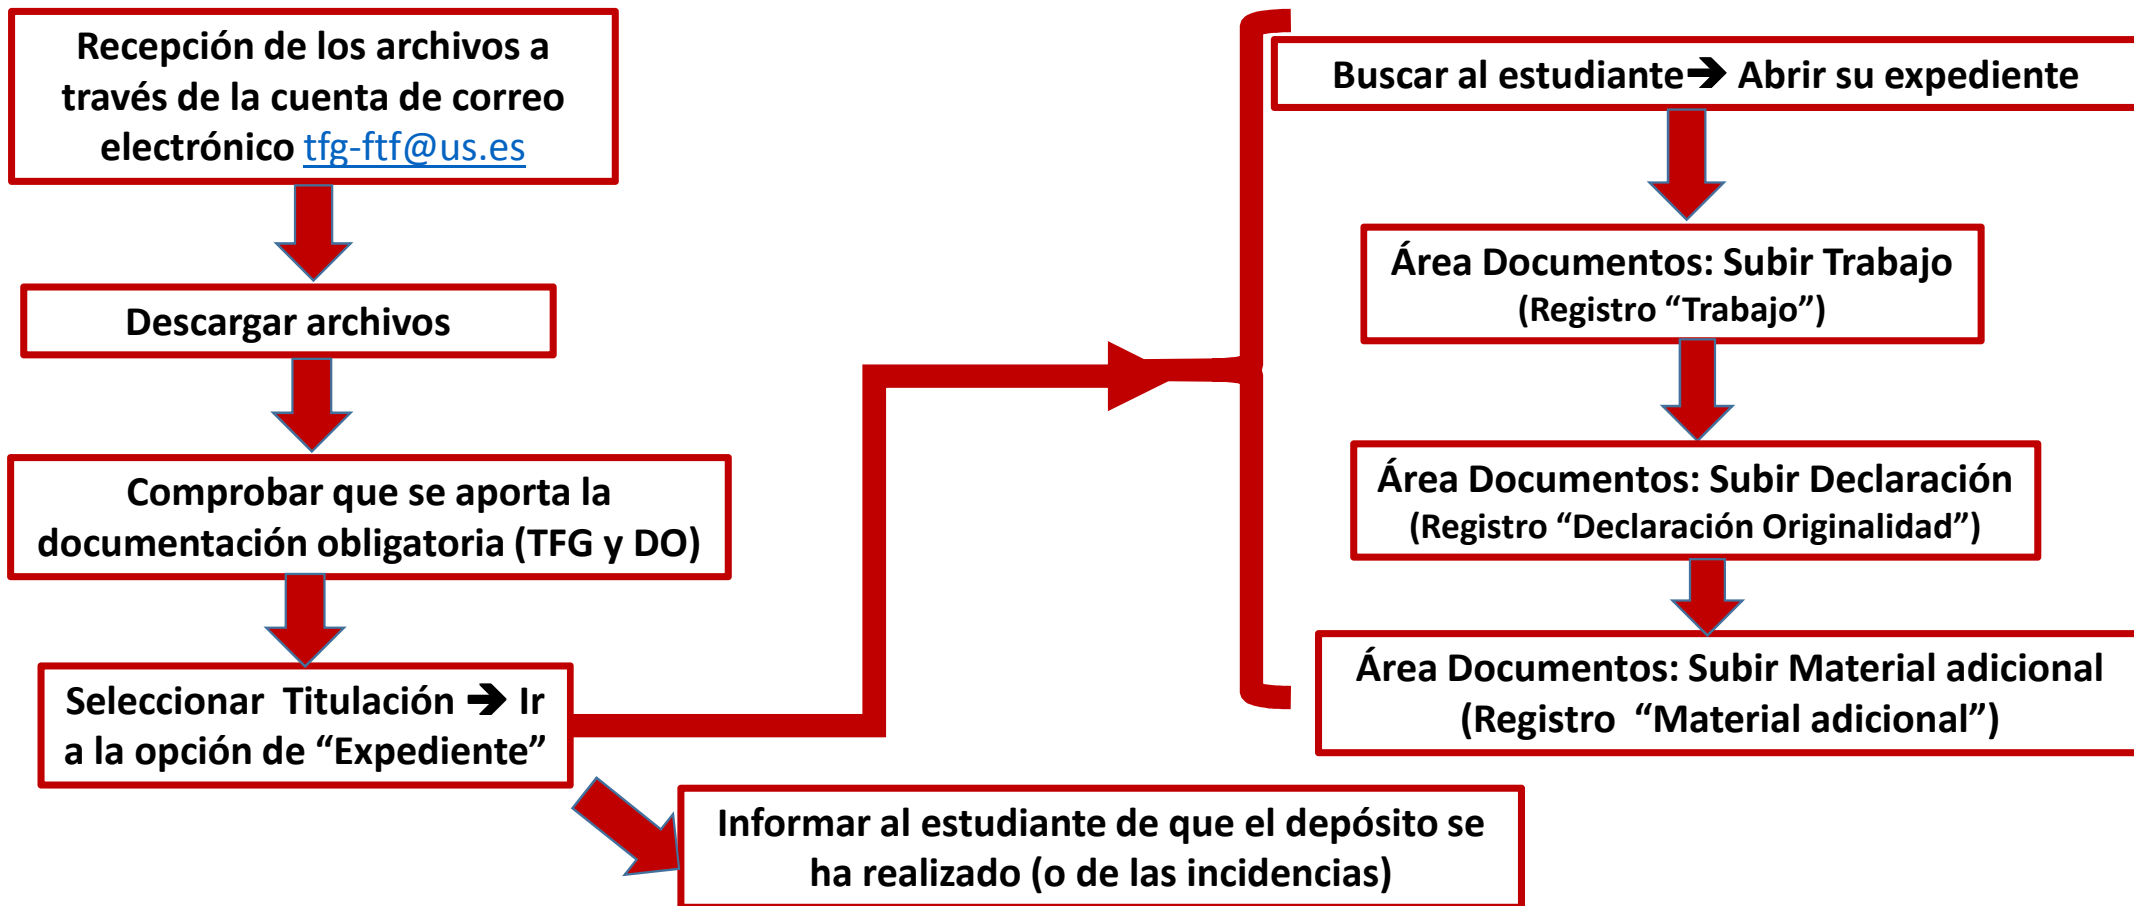 Recepción de los archivos a
través de la cuenta de correo
electrónico tfg-ftf@us.es
Descargar archivos
Comprobar que se aporta la
documentación obligatoria (TFG y DO)
Seleccionar Titulación ➔ Ir
a la opción de “Expediente”
Informar al estudiante de que el depósito se
ha realizado (o de las incidencias)
Buscar al estudiante ➔ Abrir su expediente
Área Documentos: Subir Trabajo
(Registro “Trabajo”)
Área Documentos: Subir Declaración
(Registro “Declaración Originalidad”)
Área Documentos: Subir Material adicional
(Registro “Material adicional”)